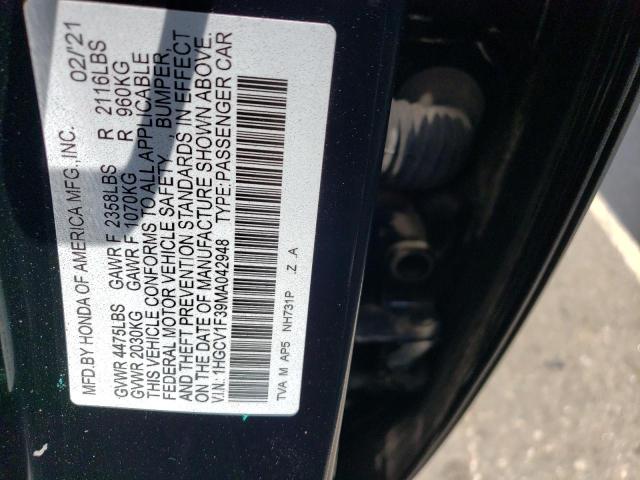 MFD.BY HONDA OF AMERICA MFG.,INC. 02/'21
GVWR 4475LBS GAWR F 2358LBS R 2116LBS
GVWR 2030KG GAWR F 1070KG R 960KG
THIS VEHICLE CONFORMS TO ALL APPLICABLE
FEDERAL MOTOR VEHICLE SAFETY , BUMPER,
AND THEFT PREVENTION STANDARDS IN EFFECT
ON THE DATE OF MANUFACTURE SHOWN ABOVE.
V.I.N.: 1HGCV1F39MA042948 TYPE:PASSENGER CAR
TVA M AP5 NH731P .Z .A